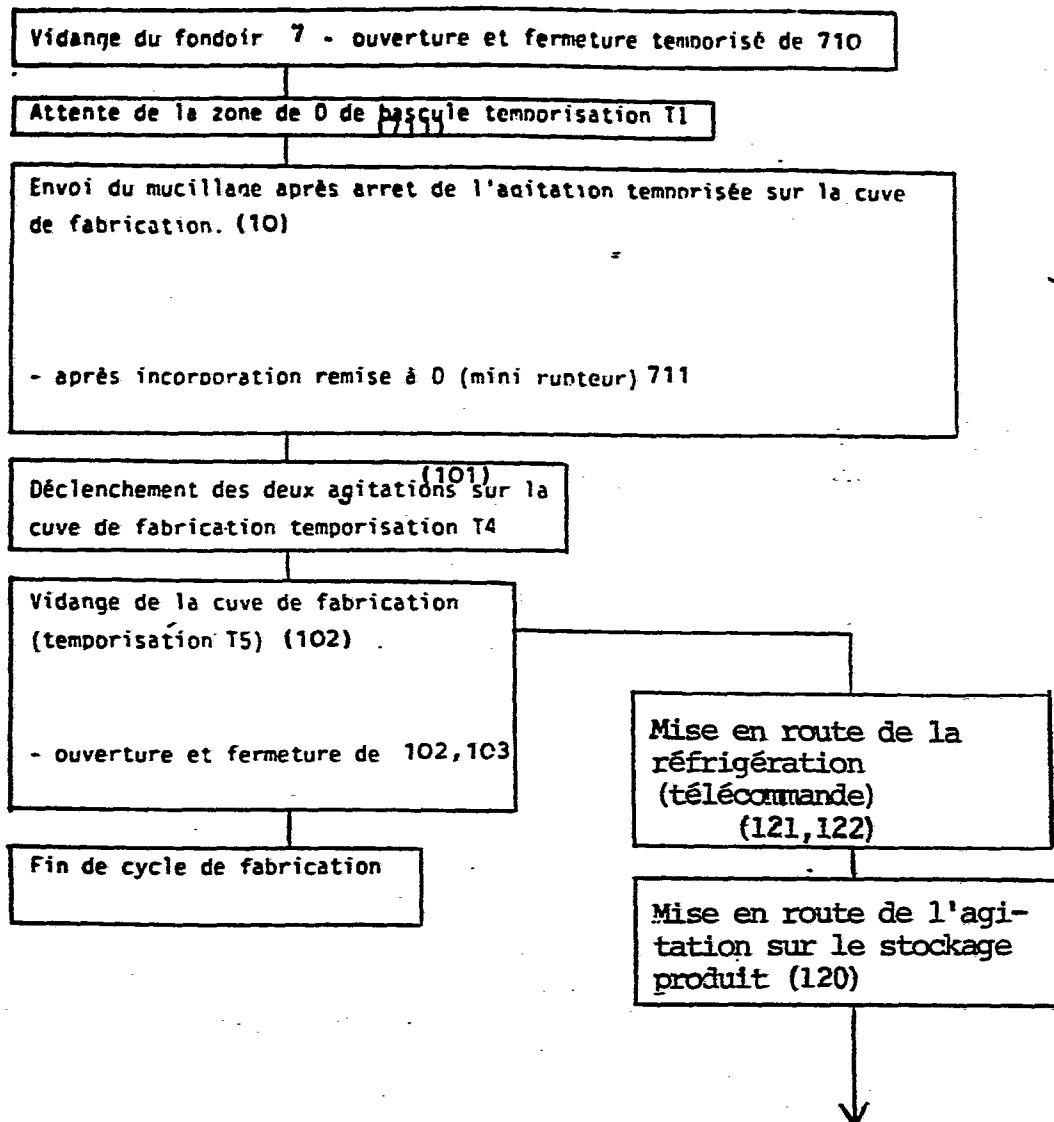 Vidange du fondoir 7 - ouverture et fermeture temporisé de 710
Attente de la zone de 0 de bascule temporisation T1
(711)
Envoi du mucillage après arret de l'agitation temporisée sur la cuve
de fabrication. (10)
- après incorporation remise à 0 (mini rupteur) 711
(101)
Déclenchement des deux agitations sur la
cuve de fabrication temporisation T4
Vidange de la cuve de fabrication
(temporisation T5) (102)
- ouverture et fermeture de 102,103
Fin de cycle de fabrication
Mise en route de la
réfrigération
(télécommande)
(121,122)
Mise en route de l'agi-
tation sur le stockage
produit (120)